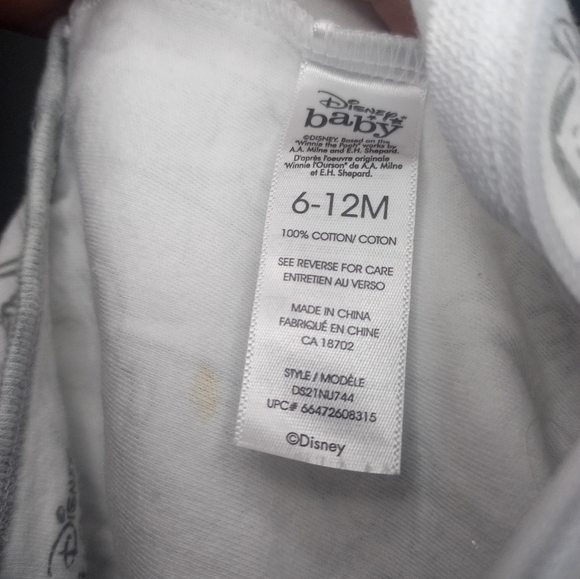 Disney
baby
©DISNEY. Based on the
"Winnie the Pooh" works by
A.A. Milne and E.H. Shepard.
D'après l'oeuvre originale
"Winnie l'Ourson" de A.A. Milne
et E.H. Shepard.
6-12M
100% COTTON/ COTON
SEE REVERSE FOR CARE
ENTRETIEN AU VERSO
MADE IN CHINA
FABRIQUÉ EN CHINE
CA 18702
STYLE / MODÈLE
DS21NU744
UPC# 66472608315
©Disney
Disn